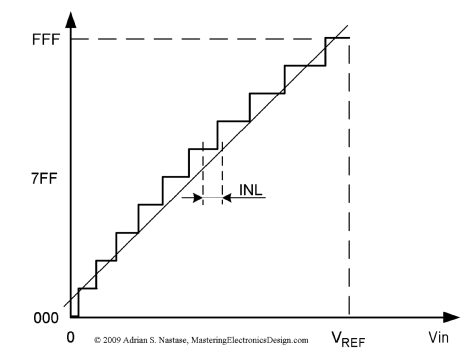 FFF
7FF
INL
000
0
© 2009 Adrian S. Nastase, MasteringElectronicsDesign.com
VREF
Vin